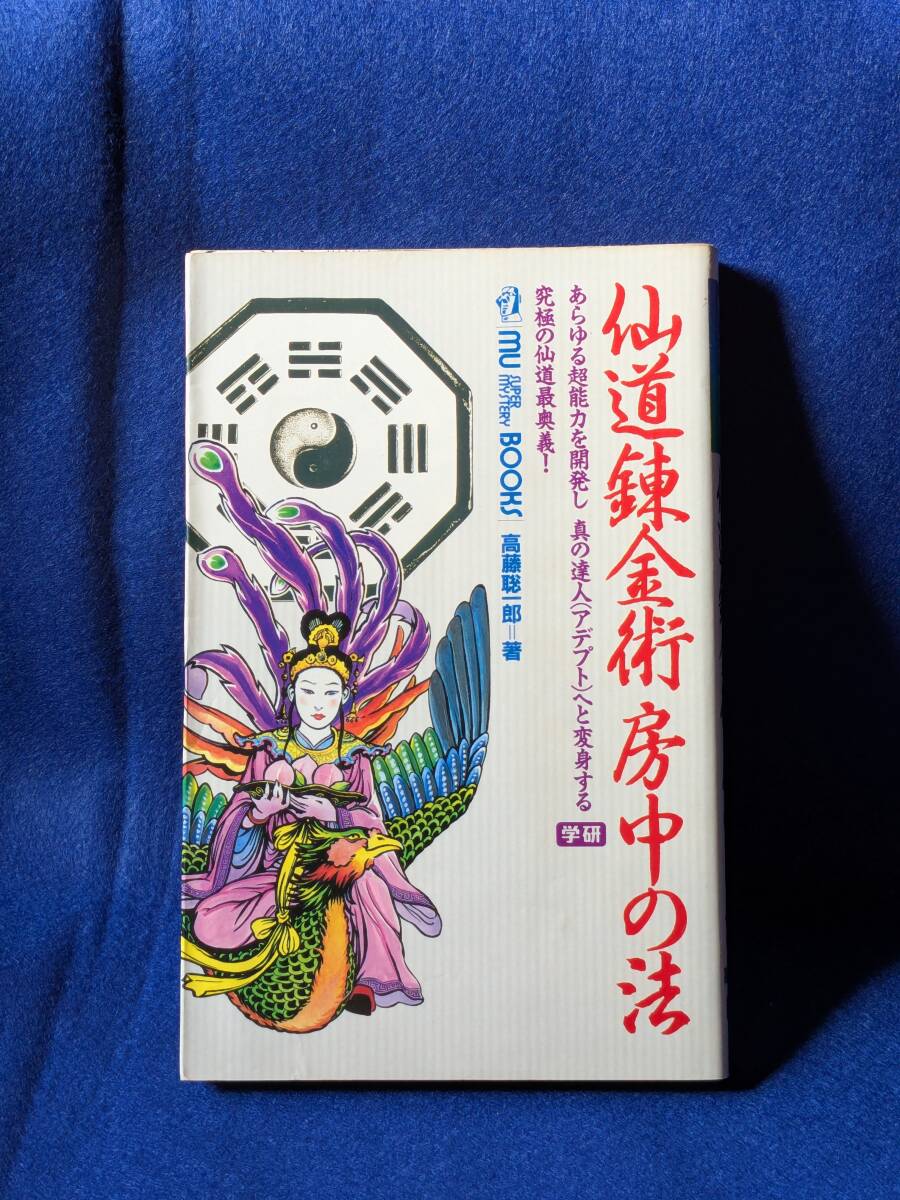 仙道錬金術 房中の法
あらゆる超能力を開発し 真の達人(アデプト)へと変身する
究極の仙道最奥義!
MU SUPER MYSTERY BOOKS
高藤聡一郎=著
学研